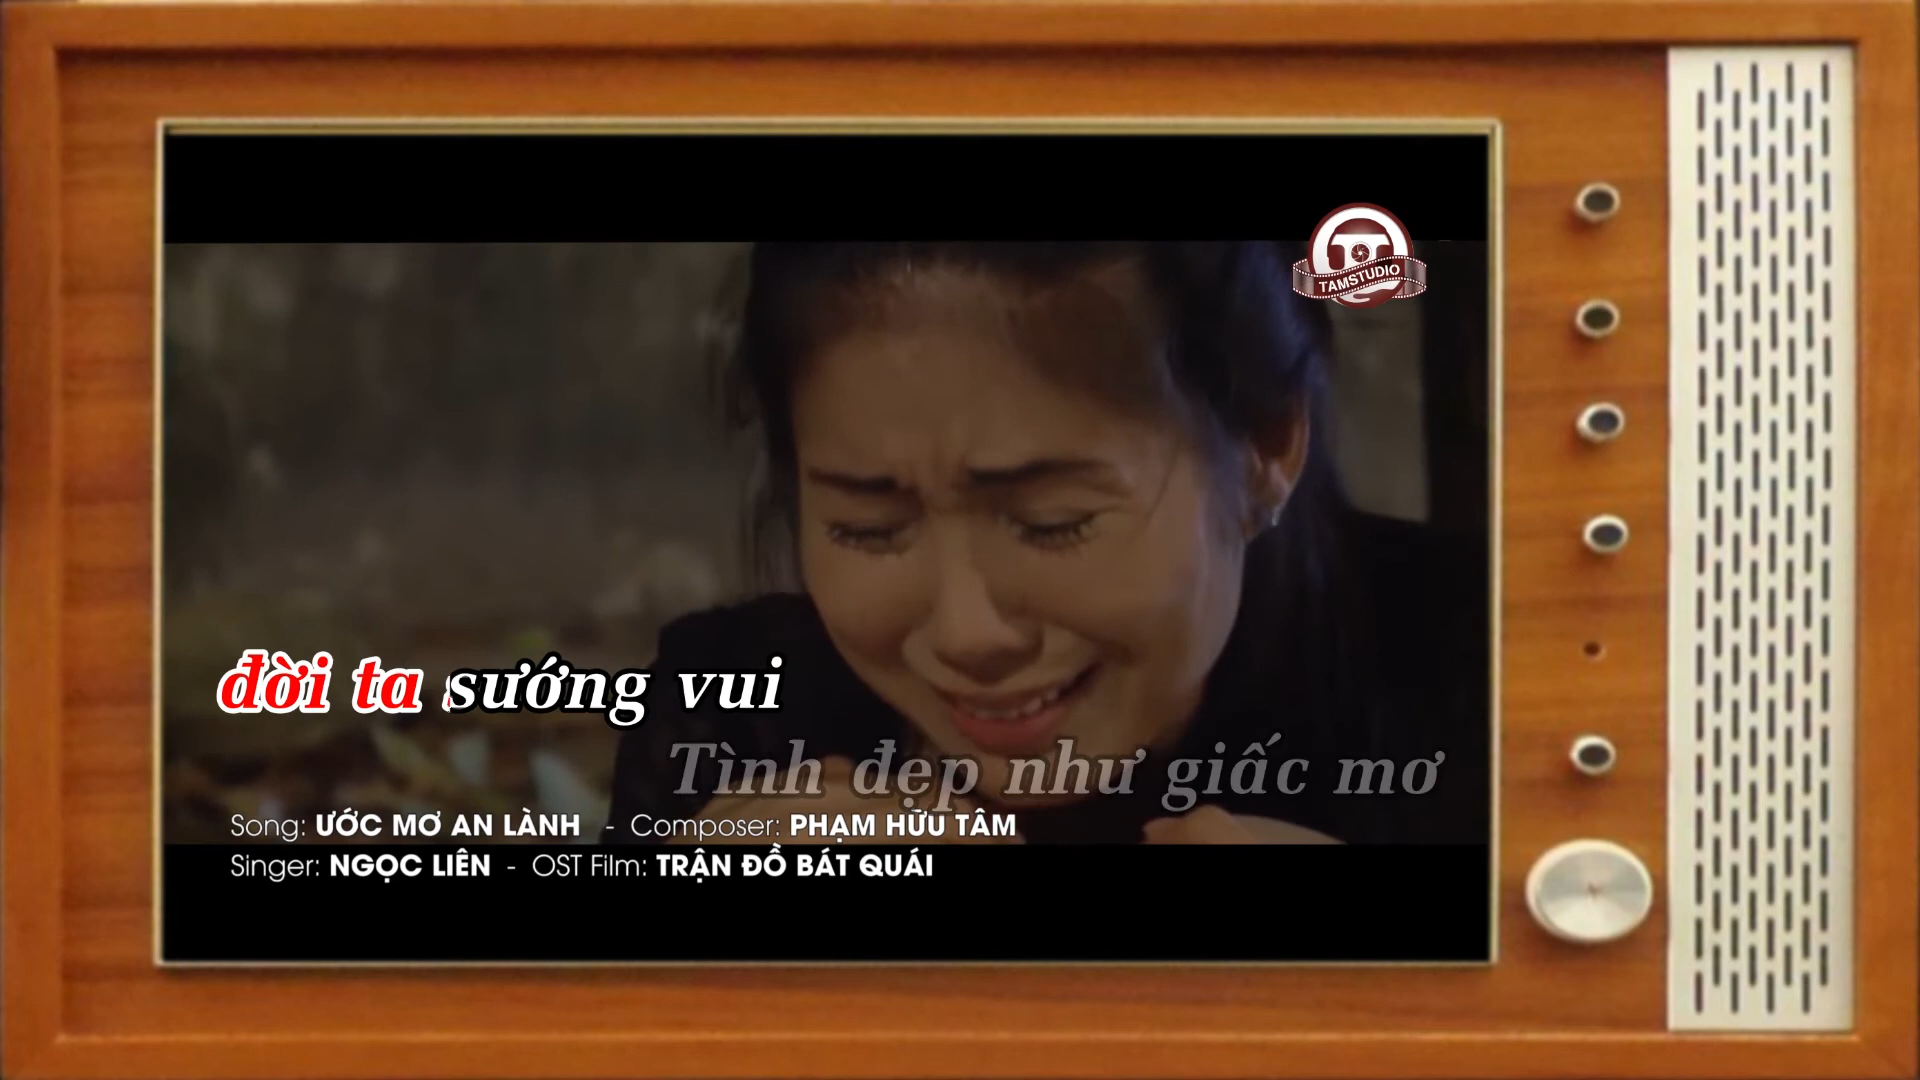 TAMSTUDIO
đời ta sướng vui
Tình đẹp như giấc mơ
Song: ƯỚC MƠ AN LÀNH - Composer: PHẠM HỮU TÂM
Singer: NGỌC LIÊN - OST Film: TRẬN ĐỒ BÁT QUÁI